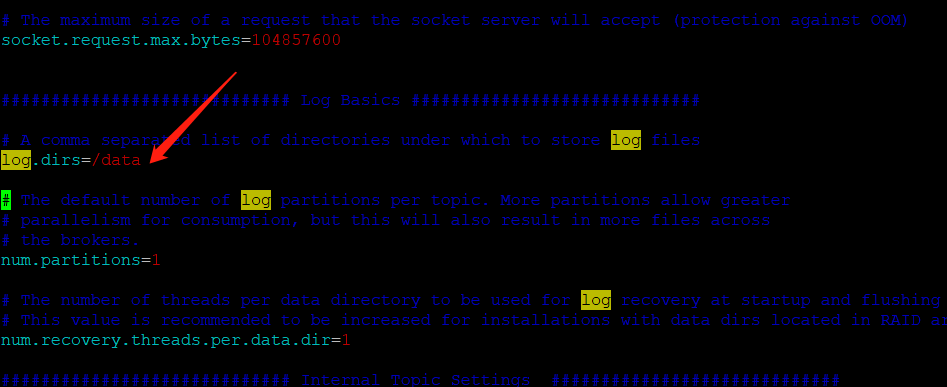 # The maximum size of a request that the socket server will accept (protection against OOM)
socket.request.max.bytes=104857600
############################# Log Basics #############################
# A comma separated list of directories under which to store log files
log.dirs=/data
# The default number of log partitions per topic. More partitions allow greater
# parallelism for consumption, but this will also result in more files across
# the brokers.
num.partitions=1
# The number of threads per data directory to be used for log recovery at startup and flushing
# This value is recommended to be increased for installations with data dirs located in RAID
num.recovery.threads.per.data.dir=1
############################# Internal Topic Settings  #############################